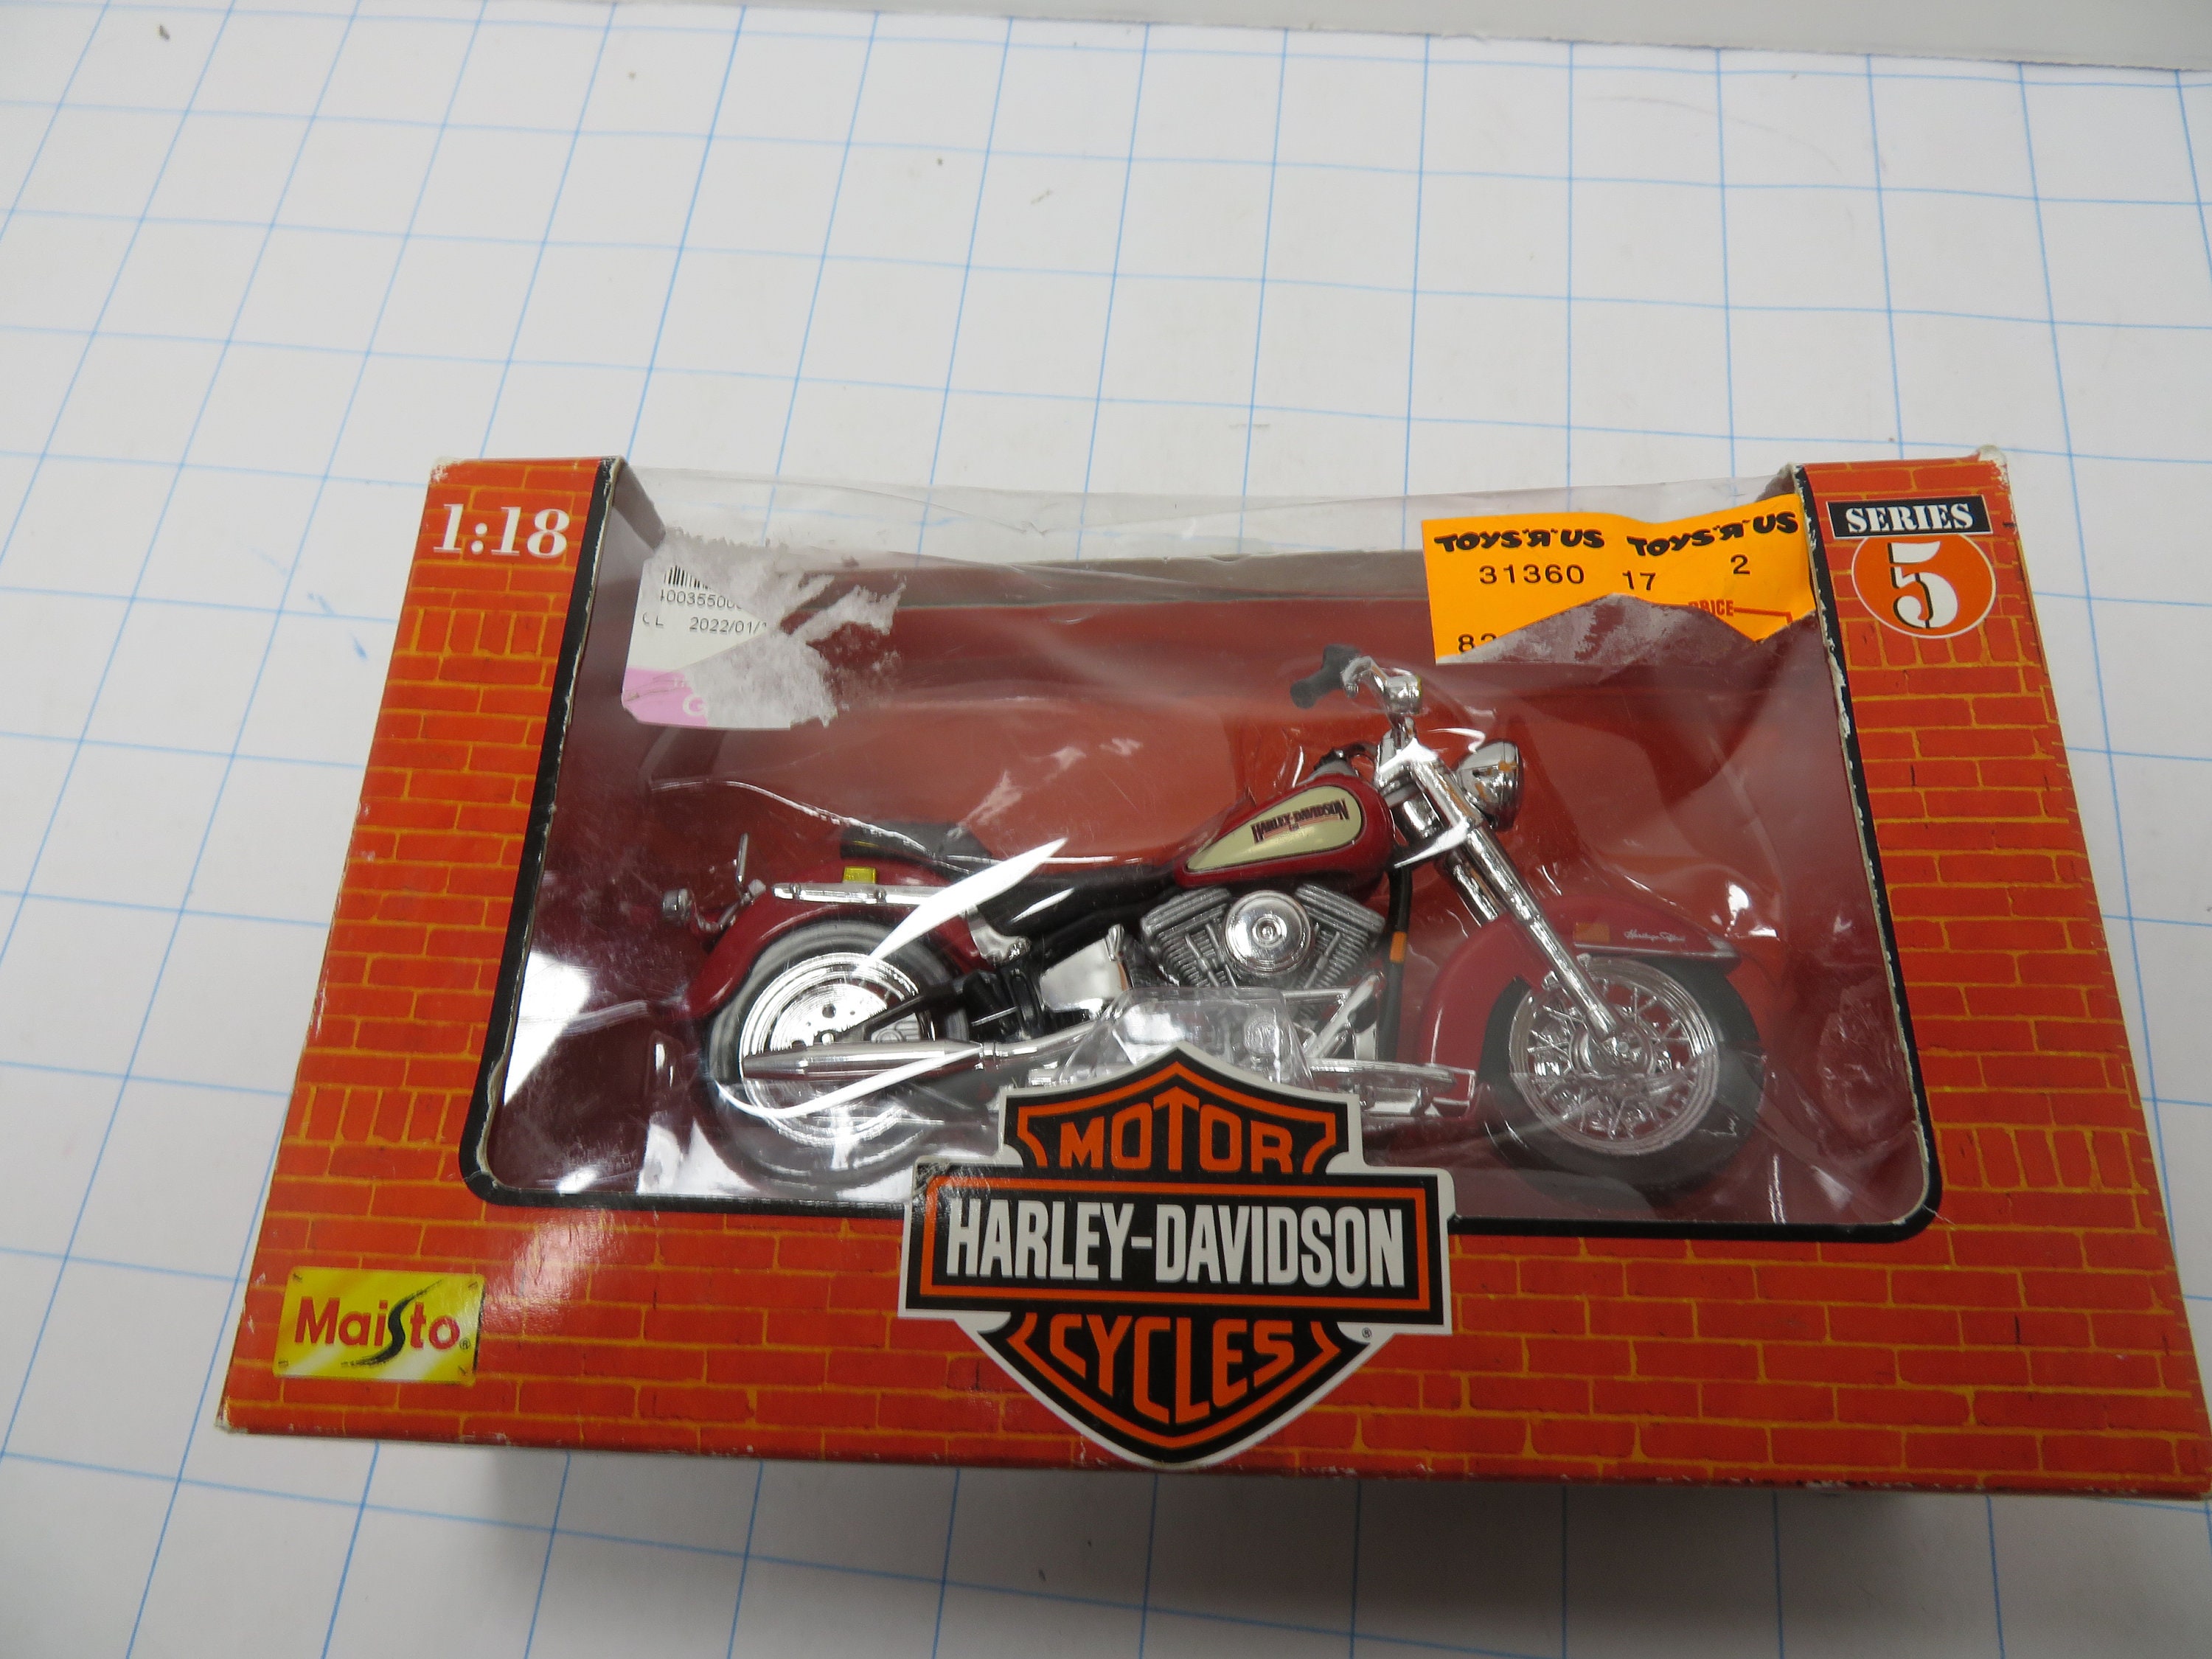 1:18
SERIES
5
TOYS"R"US TOYS"R"US
31360 17 2
PRICE
2022/01/
HARLEY-DAVIDSON
MOTOR
HARLEY-DAVIDSON
CYCLES
®
Maisto®